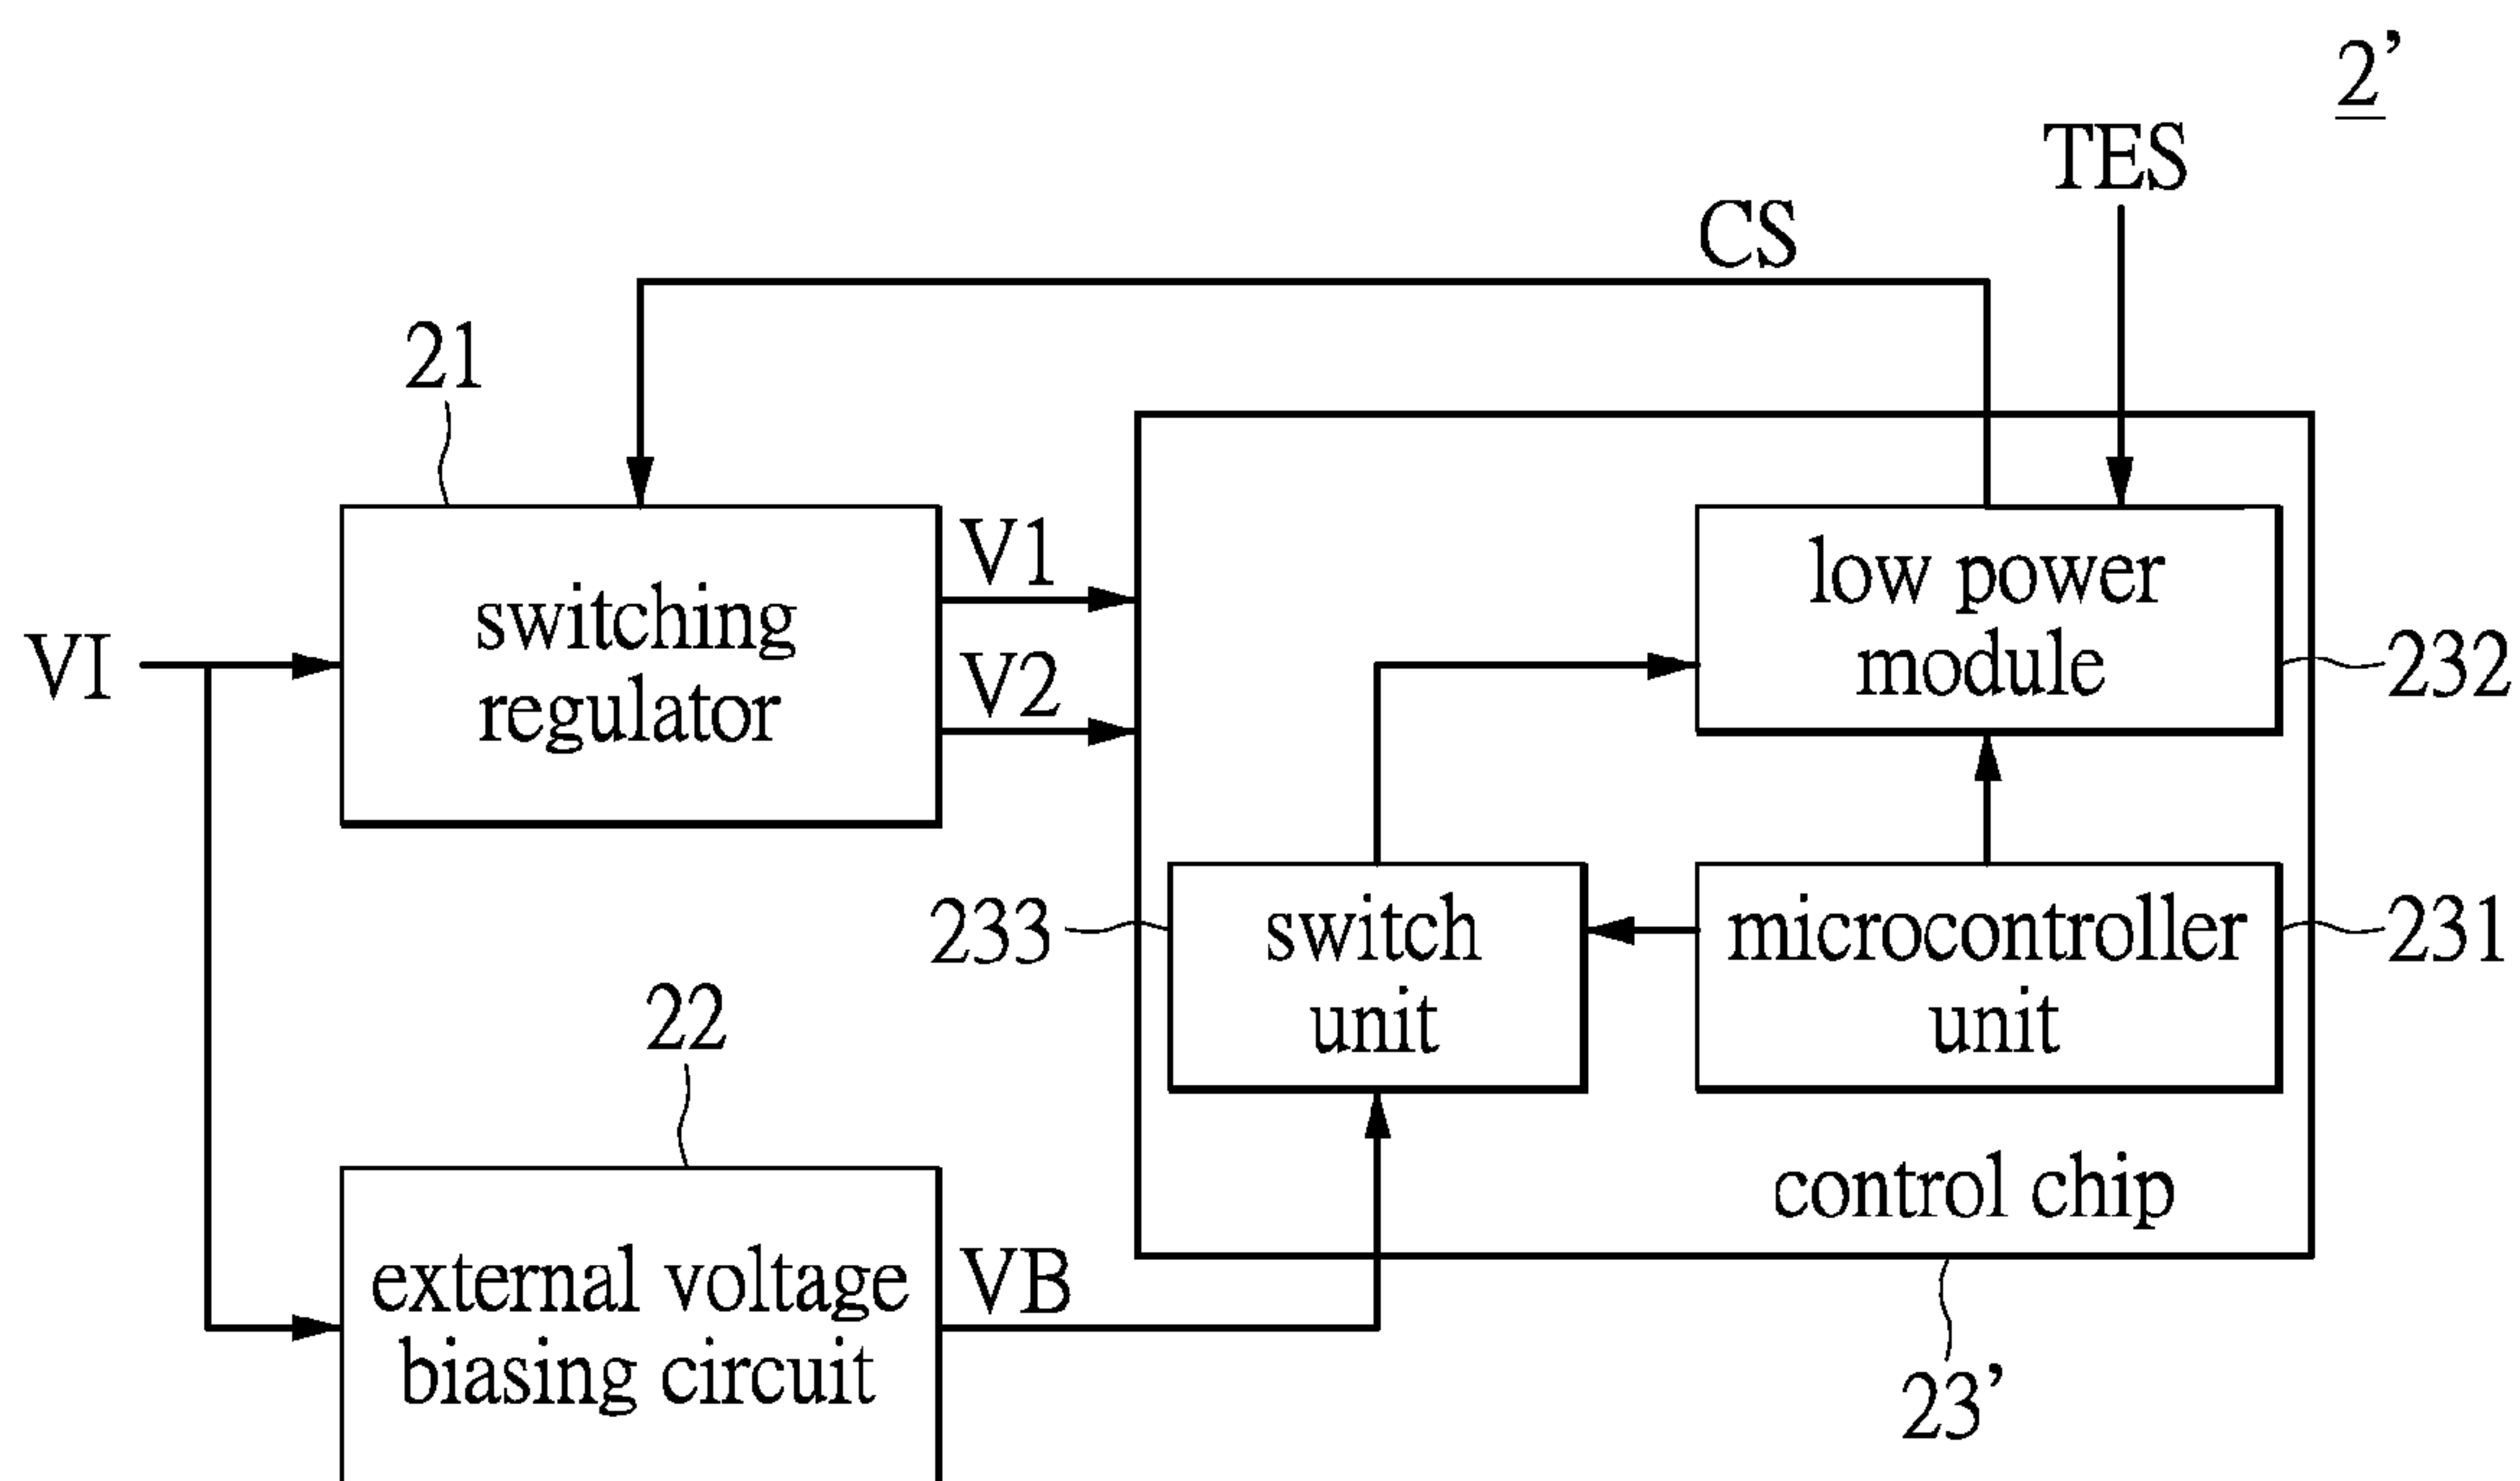 2’
TES
CS
21
V1
low power
module
switching
regulator
VI
V2
232
233
switch
unit
microcontroller
unit
231
22
control chip
external voltage
biasing circuit
VB
23’